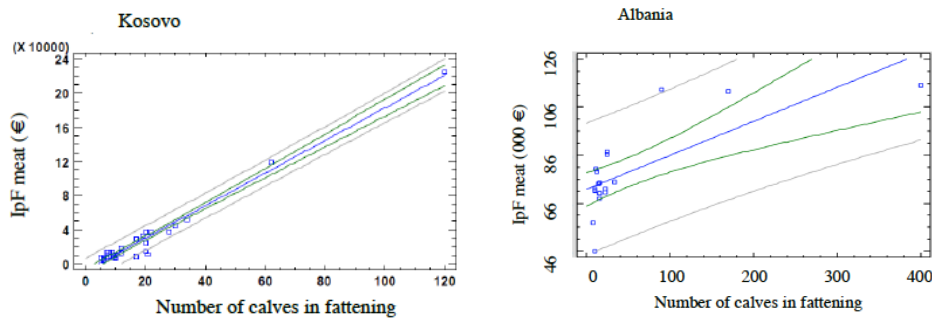 Kosovo
(X 10000)
IpF meat (€)
24
20
16
12
8
4
0
0 20 40 60 80 100 120
Number of calves in fattening
Albania
IpF meat (000 €)
126
106
86
66
46
0 100 200 300 400
Number of calves in fattening